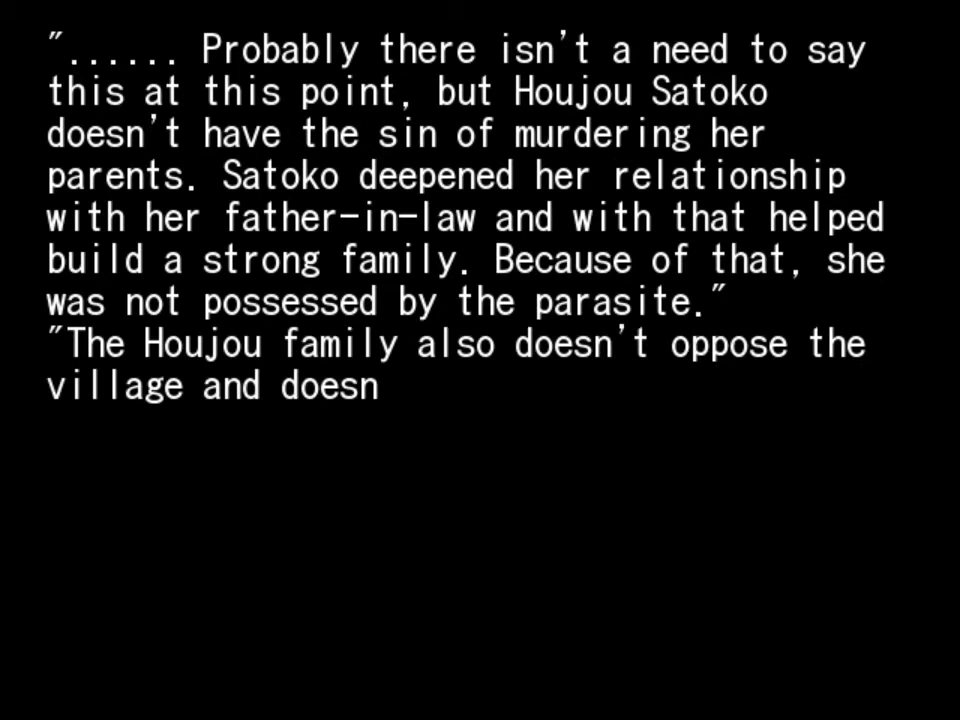 "...... Probably there isn't a need to say
this at this point, but Houjou Satoko
doesn't have the sin of murdering her
parents. Satoko deepened her relationship
with her father-in-law and with that helped
build a strong family. Because of that, she
was not possessed by the parasite."
"The Houjou family also doesn't oppose the
village and doesn